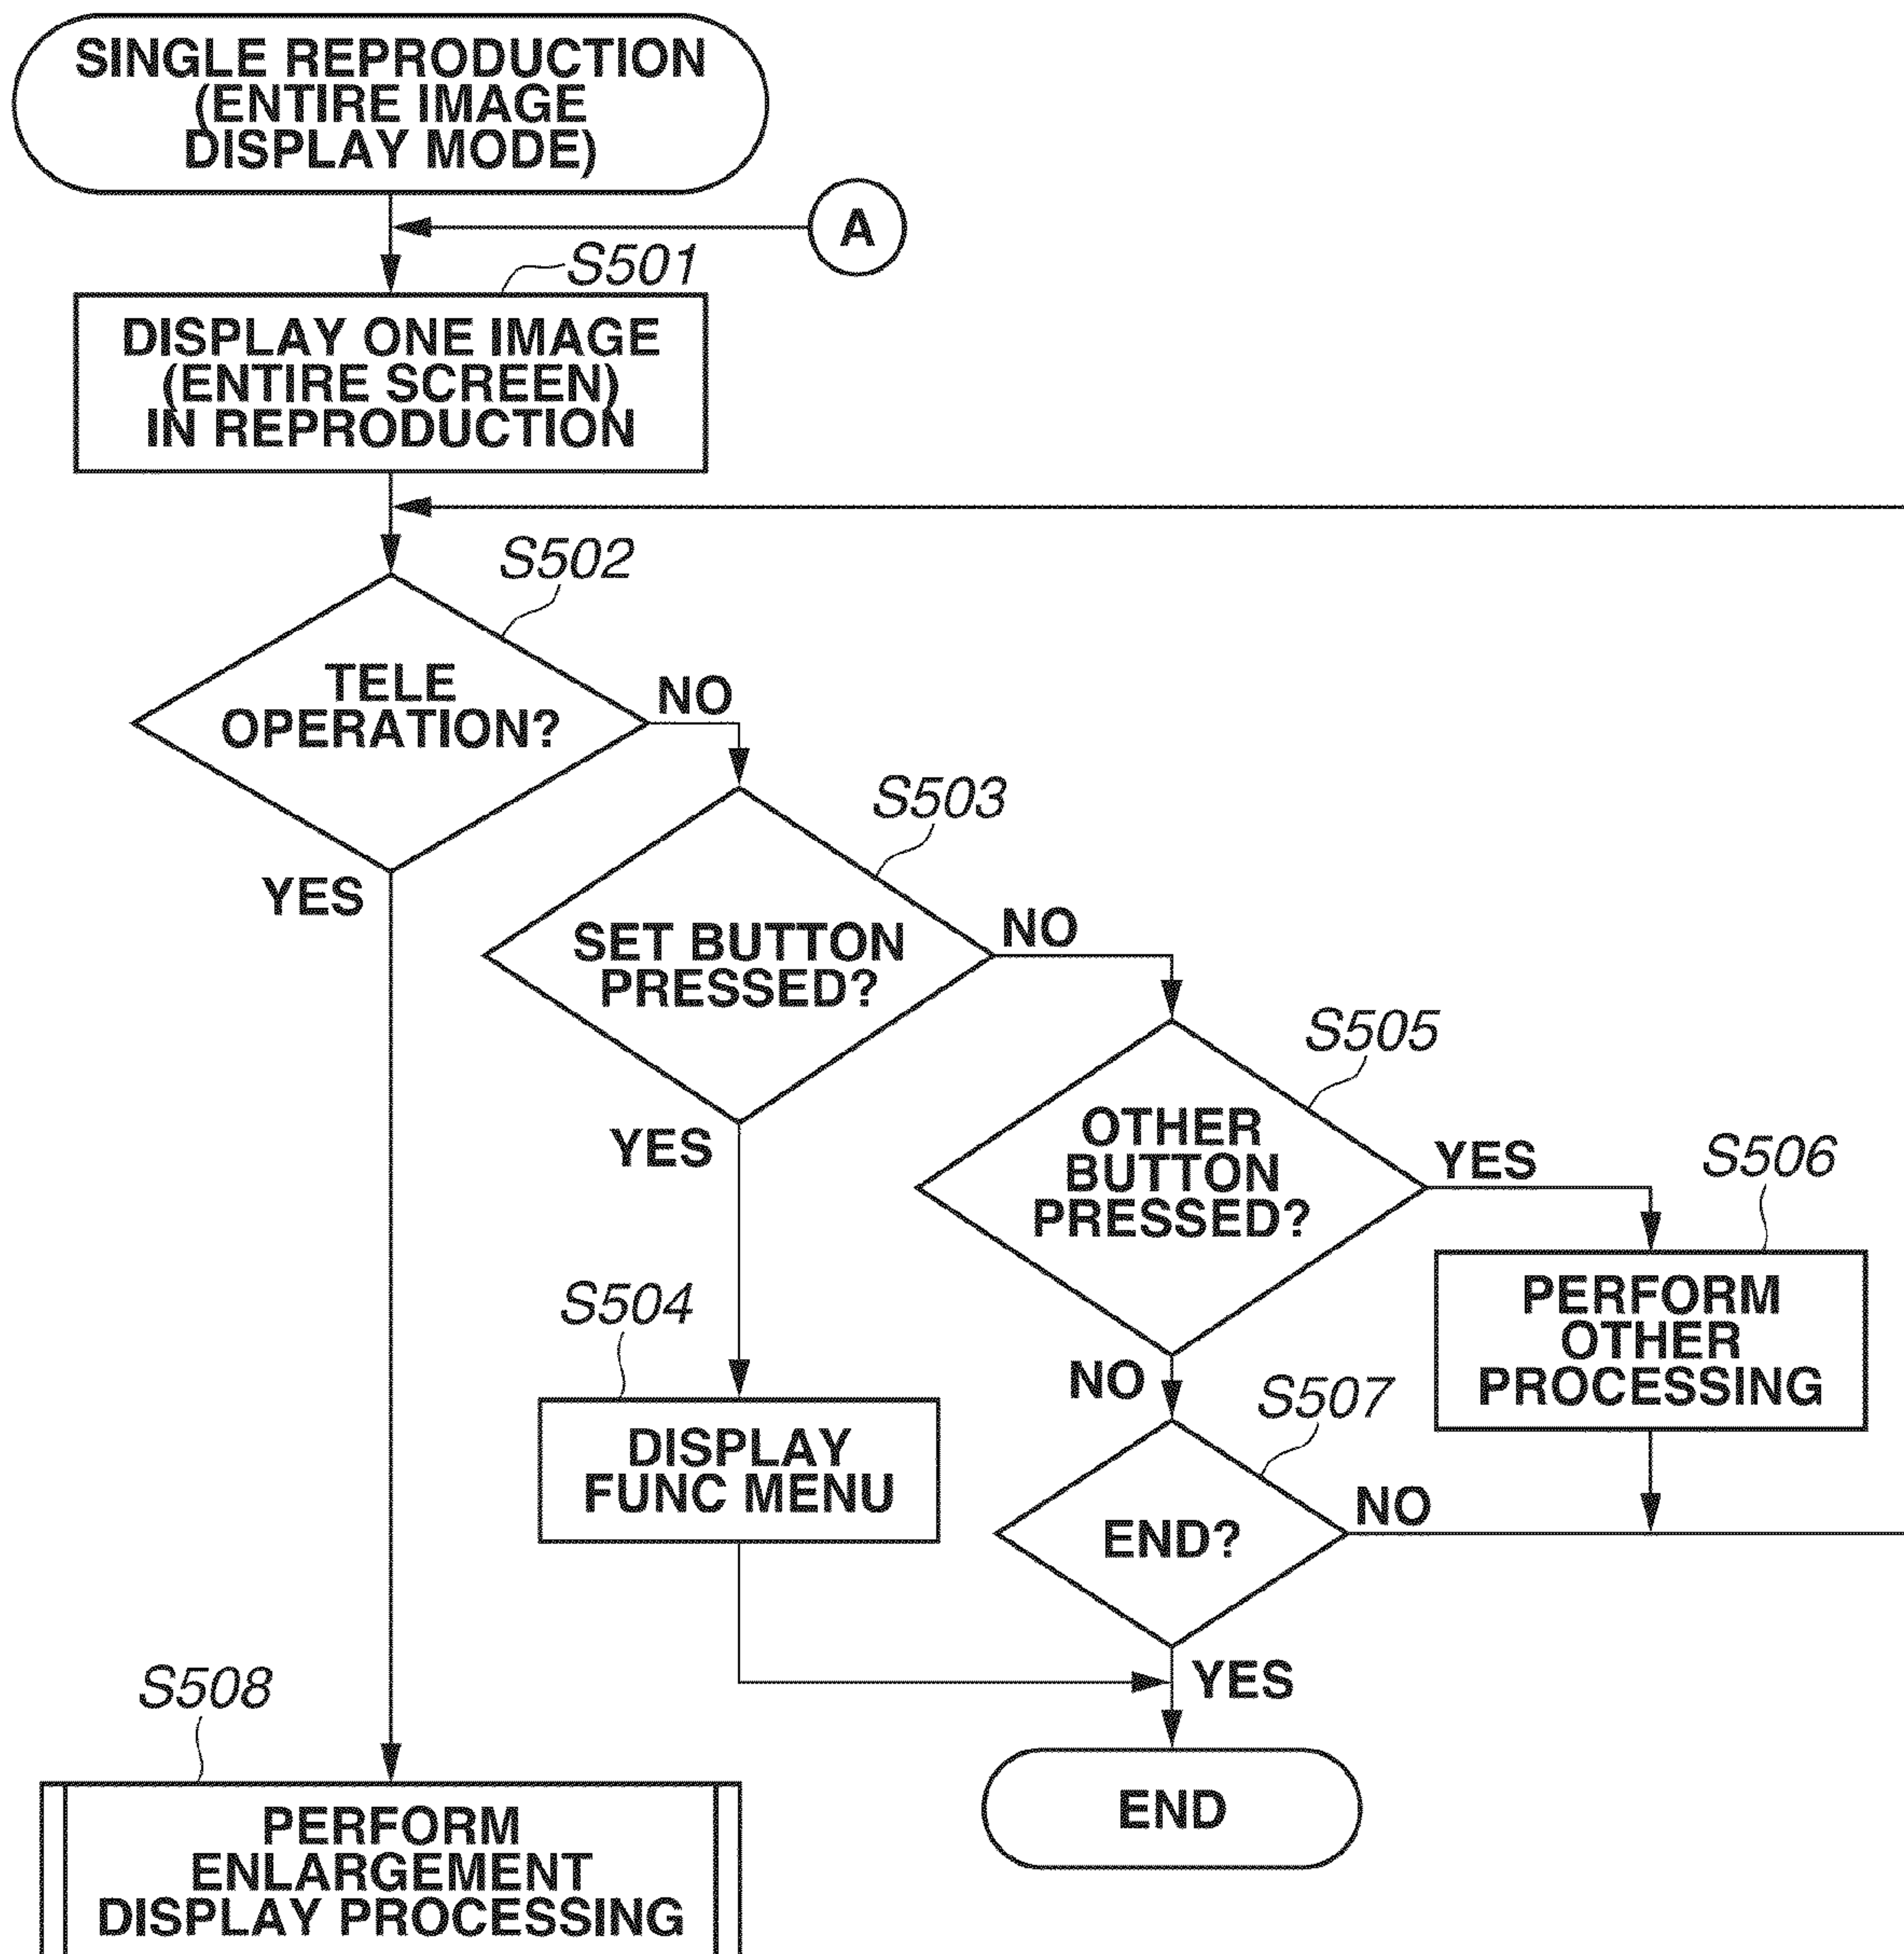 SINGLE REPRODUCTION
(ENTIRE IMAGE
DISPLAY MODE)
A
S501
DISPLAY ONE IMAGE
(ENTIRE SCREEN)
IN REPRODUCTION
S502
TELE
OPERATION?
NO
YES
S503
SET BUTTON
PRESSED?
NO
YES
S505
OTHER
BUTTON
PRESSED?
YES
NO
S506
PERFORM
OTHER
PROCESSING
S504
DISPLAY
FUNC MENU
S507
END?
NO
YES
END
S508
PERFORM
ENLARGEMENT
DISPLAY PROCESSING